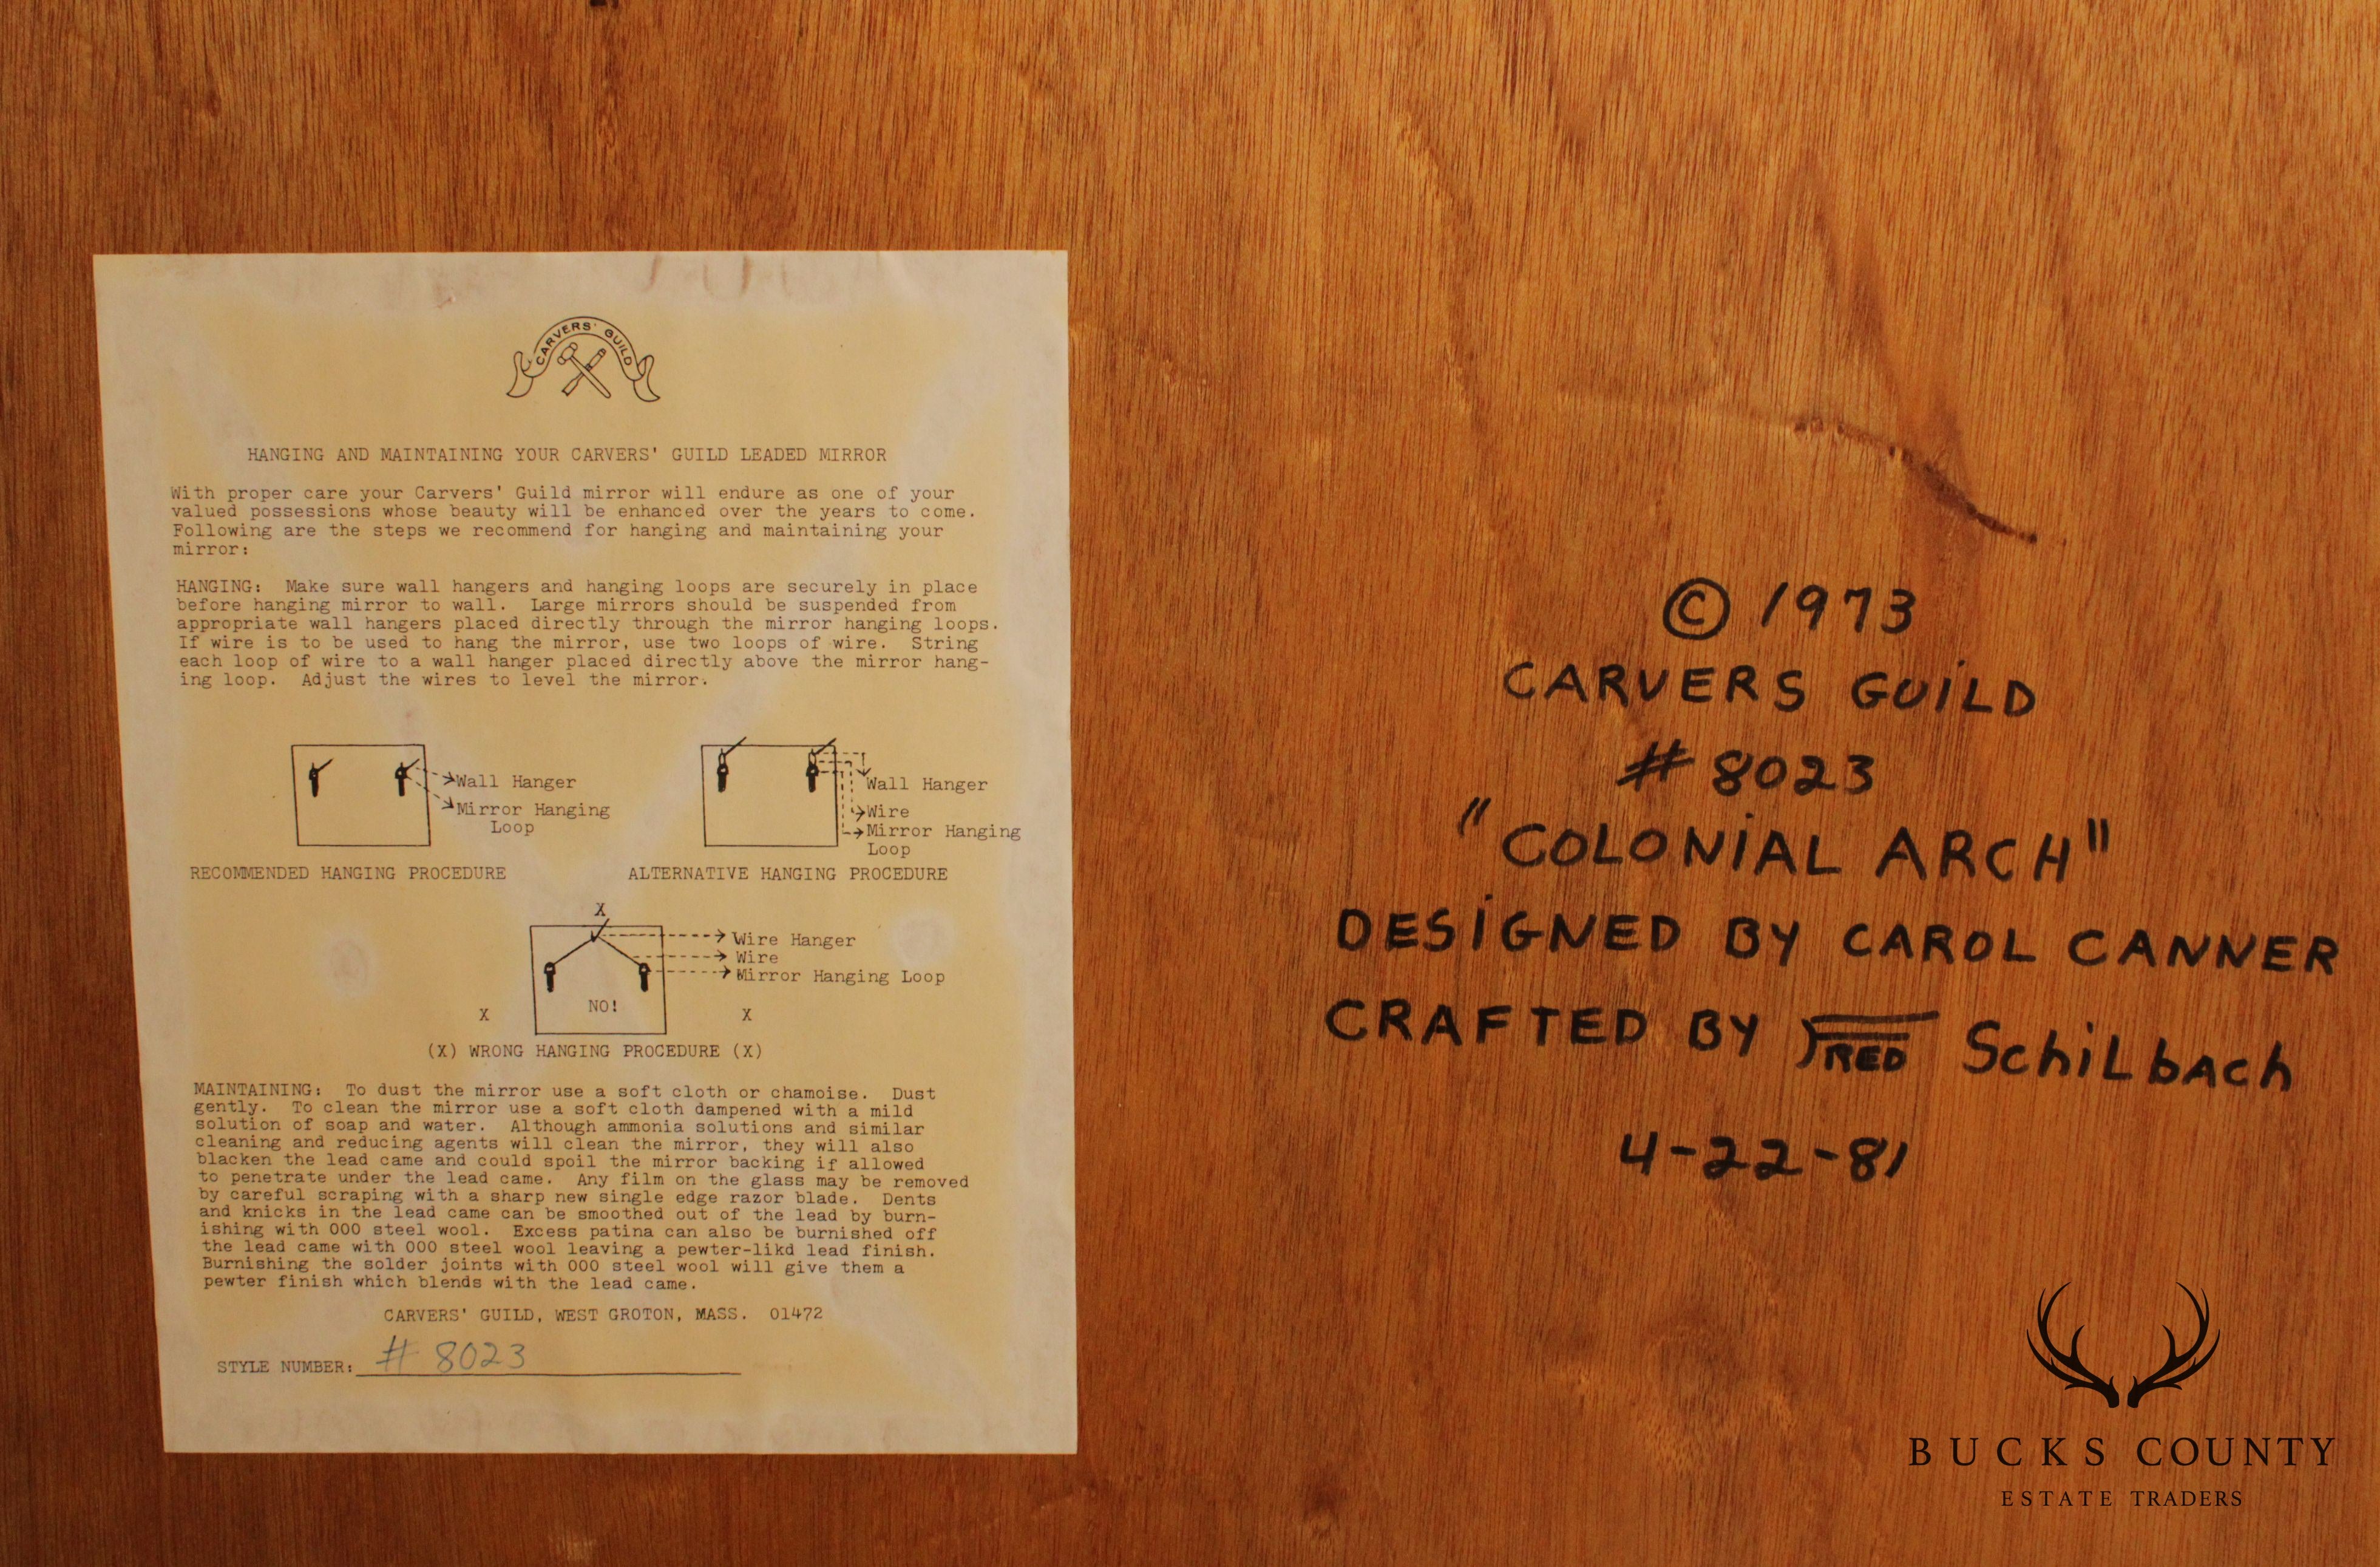 CARVERS' GUILD
HANGING AND MAINTAINING YOUR CARVERS' GUILD LEADED MIRROR
With proper care your Carvers' Guild mirror will endure as one of your
valued possessions whose beauty will be enhanced over the years to come.
Following are the steps we recommend for hanging and maintaining your
mirror:
HANGING: Make sure wall hangers and hanging loops are securely in place
before hanging mirror to wall. Large mirrors should be suspended from
appropriate wall hangers placed directly through the mirror hanging loops.
If wire is to be used to hang the mirror, use two loops of wire. String
each loop of wire to a wall hanger placed directly above the mirror hang-
ing loop. Adjust the wires to level the mirror.
Wall Hanger
Mirror Hanging
Loop
RECOMMENDED HANGING PROCEDURE
Wall Hanger
Wire
Mirror Hanging
Loop
ALTERNATIVE HANGING PROCEDURE
X
Wire Hanger
Wire
Mirror Hanging Loop
NO!
X X
(X) WRONG HANGING PROCEDURE (X)
MAINTAINING: To dust the mirror use a soft cloth or chamoise. Dust
gently. To clean the mirror use a soft cloth dampened with a mild
solution of soap and water. Although ammonia solutions and similar
cleaning and reducing agents will clean the mirror, they will also
blacken the lead came and could spoil the mirror backing if allowed
to penetrate under the lead came. Any film on the glass may be removed
by careful scraping with a sharp new single edge razor blade. Dents
and knicks in the lead came can be smoothed out of the lead by burn-
ishing with 000 steel wool. Excess patina can also be burnished off
the lead came with 000 steel wool leaving a pewter-likd lead finish.
Burnishing the solder joints with 000 steel wool will give them a
pewter finish which blends with the lead came.
CARVERS' GUILD, WEST GROTON, MASS. 01472
STYLE NUMBER: # 8023
© 1973
CARVERS GUILD
# 8023
"COLONIAL ARCH"
DESIGNED BY CAROL CANNER
CRAFTED BY FRED SchiLbAch
4-22-81
BUCKS COUNTY
ESTATE TRADERS